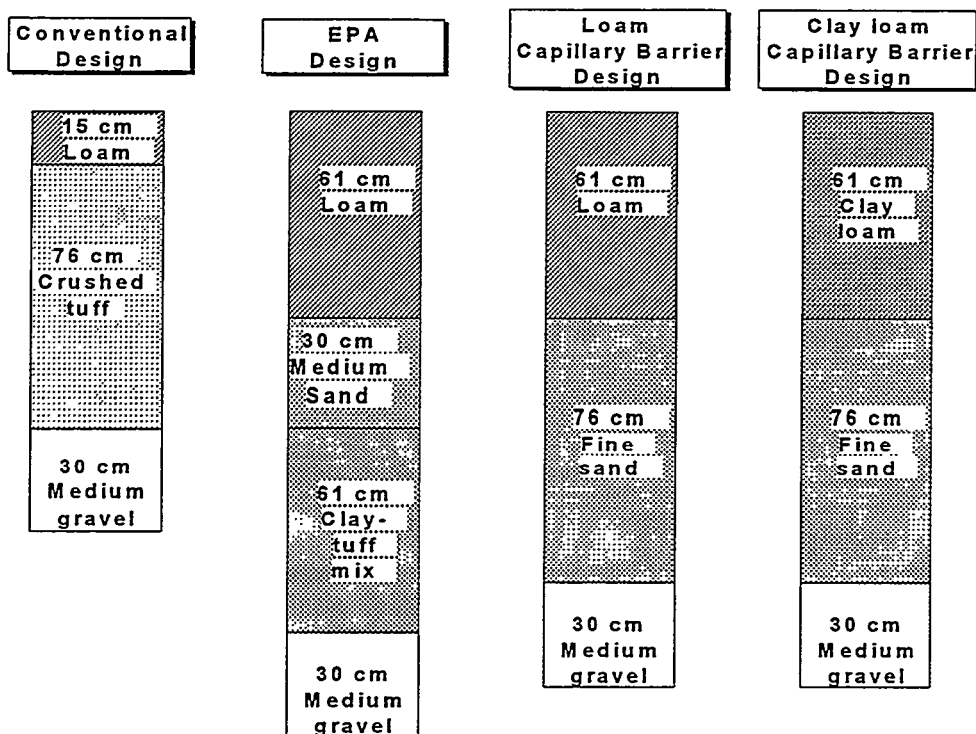 Conventional
Design
EPA
Design
Loam
Capillary Barrier
Design
Clay loam
Capillary Barrier
Design
15 cm
Loam
76 cm
Crushed
tuff
30 cm
Medium
gravel
61 cm
Loam
30 cm
Medium
Sand
61 cm
Clay-
tuff
mix
30 cm
Medium
gravel
61 cm
Loam
76 cm
Fine
sand
30 cm
Medium
gravel
61 cm
Clay
loam
76 cm
Fine
sand
30 cm
Medium
gravel